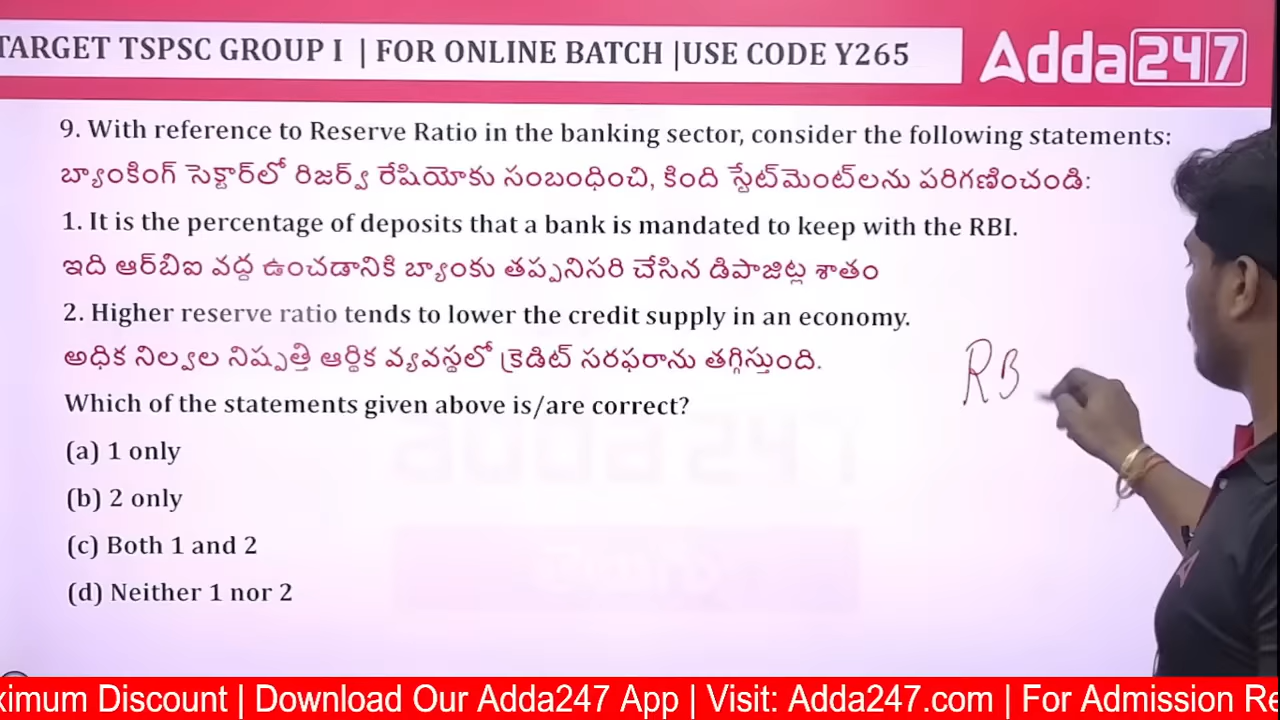 TARGET TSPSC GROUP I | FOR ONLINE BATCH |USE CODE Y265
Adda247
9. With reference to Reserve Ratio in the banking sector, consider the following statements:
బ్యాంకింగ్ సెక్టార్‌లో రిజర్వ్ రేషియోకు సంబంధించి, కింది స్టేట్‌మెంట్‌లను పరిగణించండి:
1. It is the percentage of deposits that a bank is mandated to keep with the RBI.
ఇది ఆర్‌బిఐ వద్ద ఉంచడానికి బ్యాంకు తప్పనిసరి చేసిన డిపాజిట్ల శాతం
2. Higher reserve ratio tends to lower the credit supply in an economy.
అధిక నిల్వల నిష్పత్తి ఆర్థిక వ్యవస్థలో క్రెడిట్ సరఫరాను తగ్గిస్తుంది.
RB
Which of the statements given above is/are correct?
(a) 1 only
(b) 2 only
(c) Both 1 and 2
(d) Neither 1 nor 2
ximum Discount | Download Our Adda247 App | Visit: Adda247.com | For Admission Re